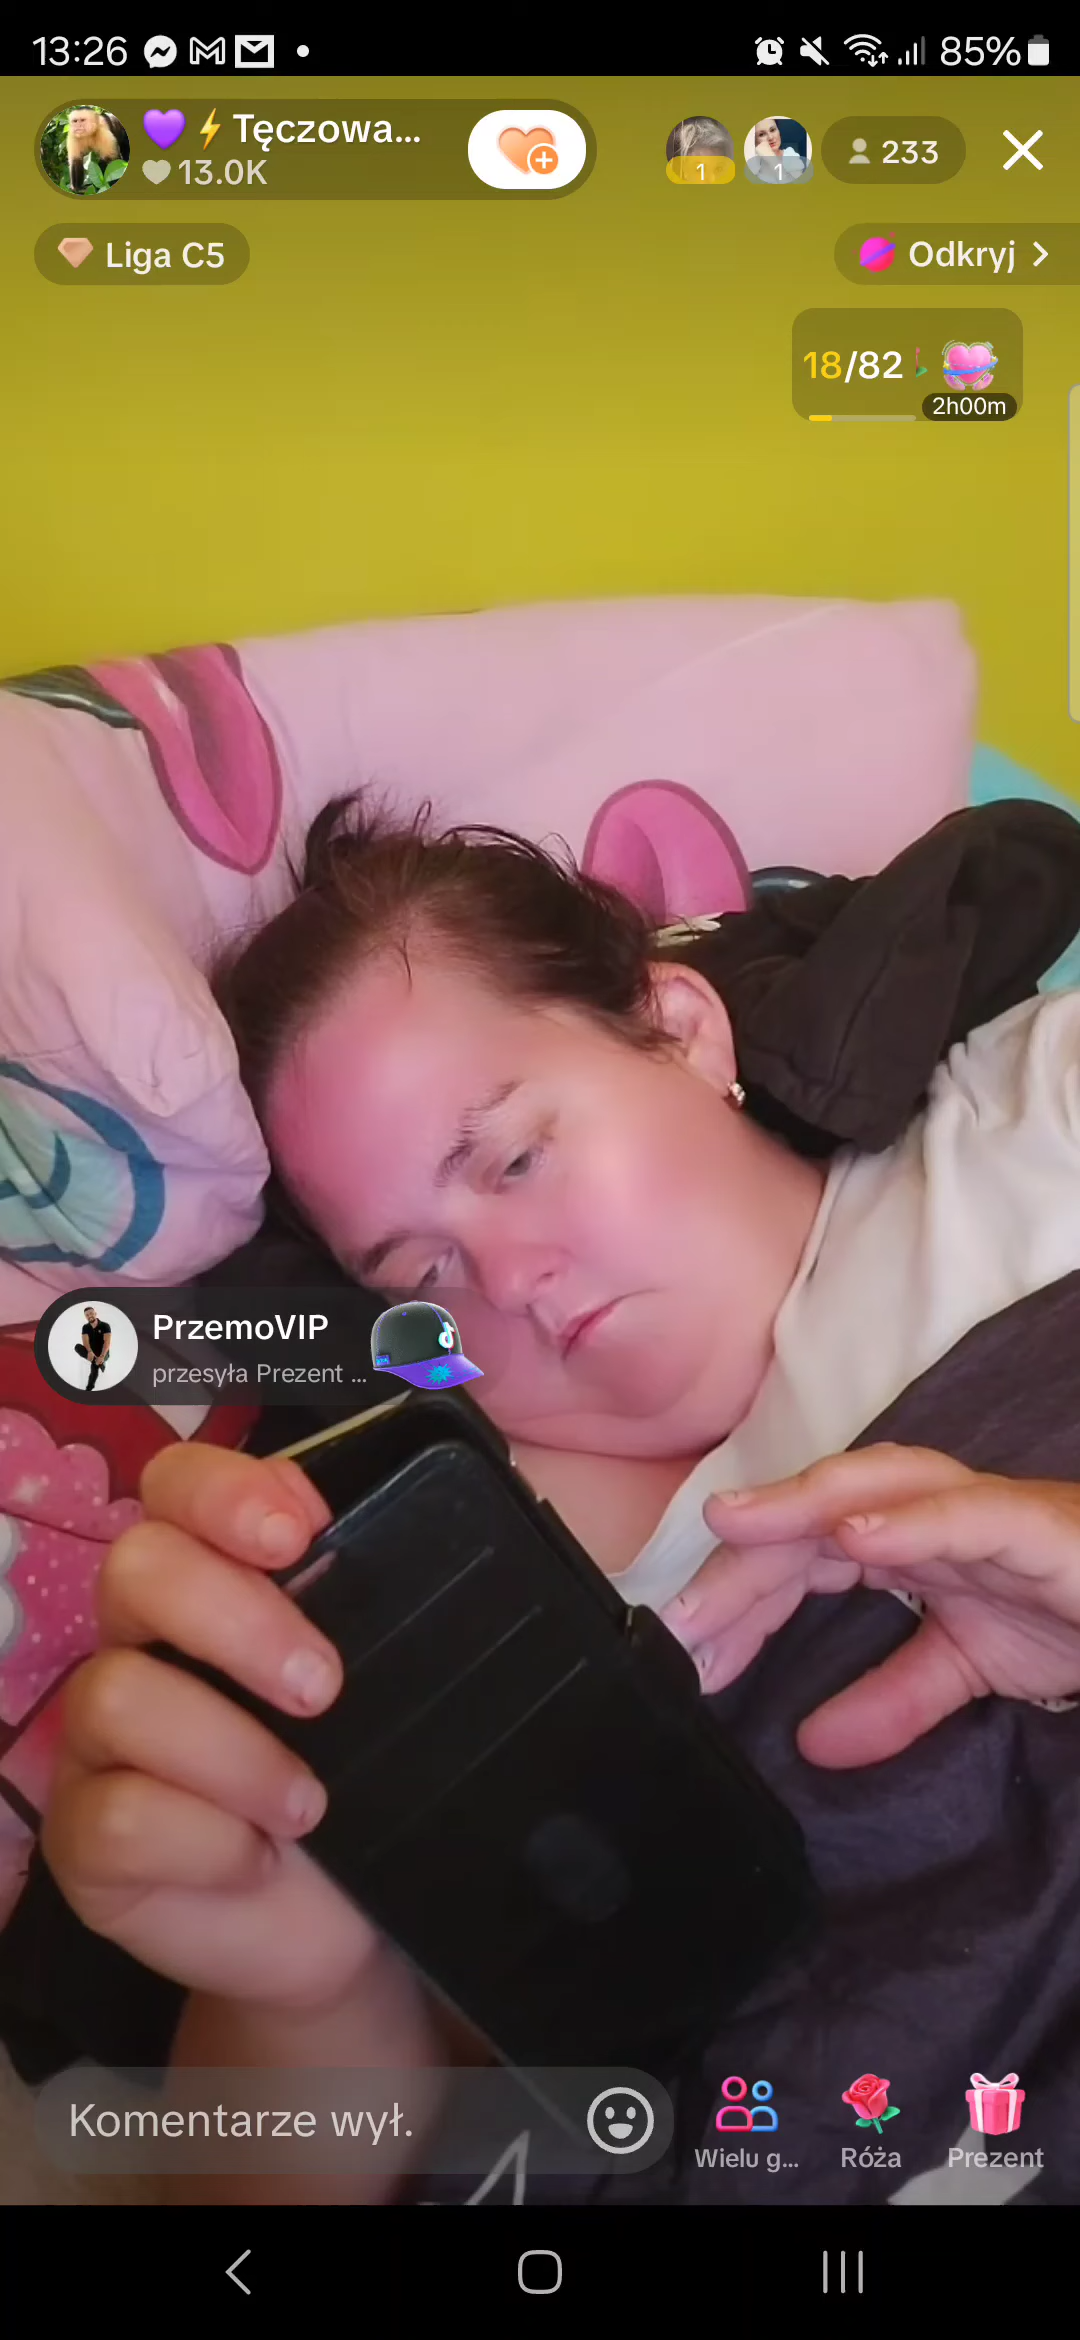 13:26
85%
💜⚡Tęczowa...
13.0K
1
1
233
Liga C5
Odkryj
18/82
2h00m
PrzemoVIP
przesyła Prezent ...
Komentarze wył.
Wielu g...
Róża
Prezent